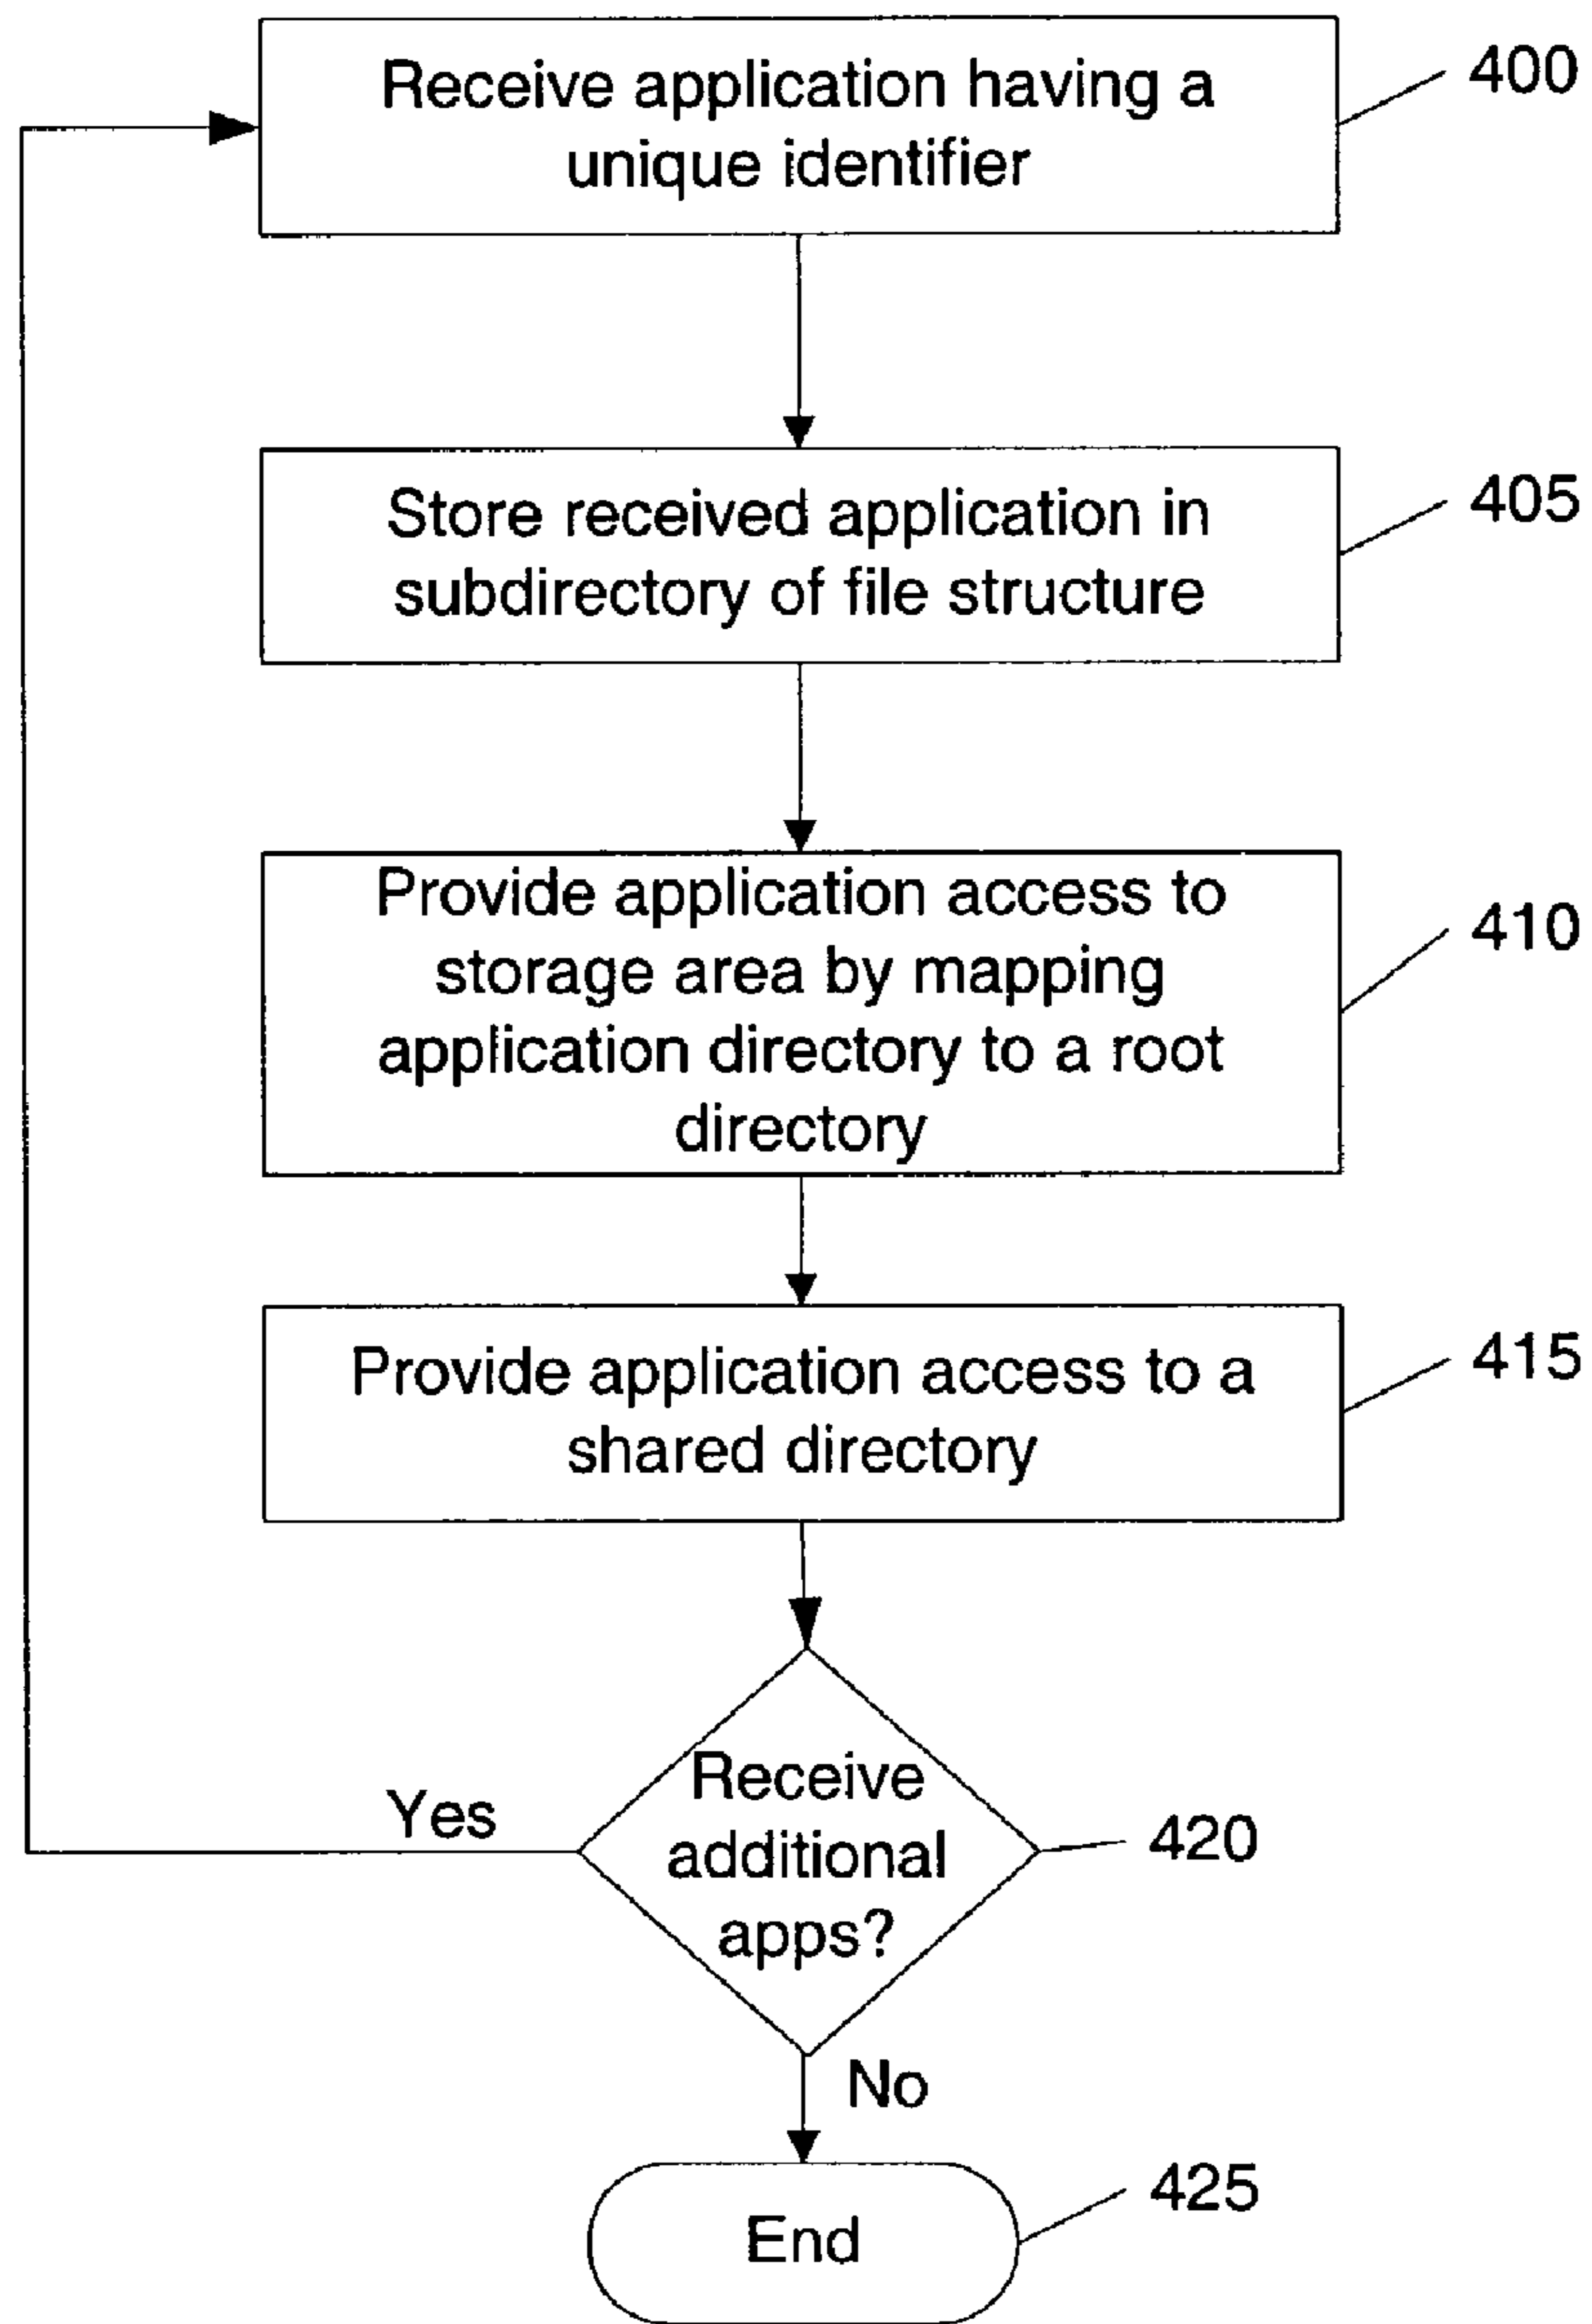 Receive application having a
unique identifier
400
Store received application in
subdirectory of file structure
405
Provide application access to
storage area by mapping
application directory to a root
directory
410
Provide application access to a
shared directory
415
Receive
additional
apps?
420
Yes
No
End
425